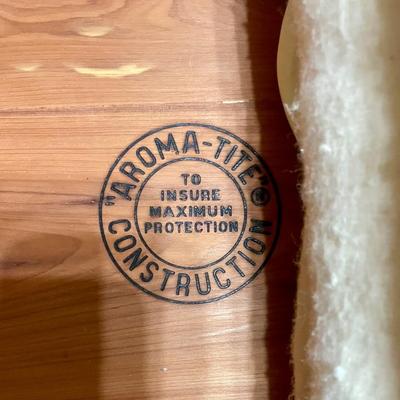 "AROMA-TITE"®
TO
INSURE
MAXIMUM
PROTECTION
CONSTRUCTION